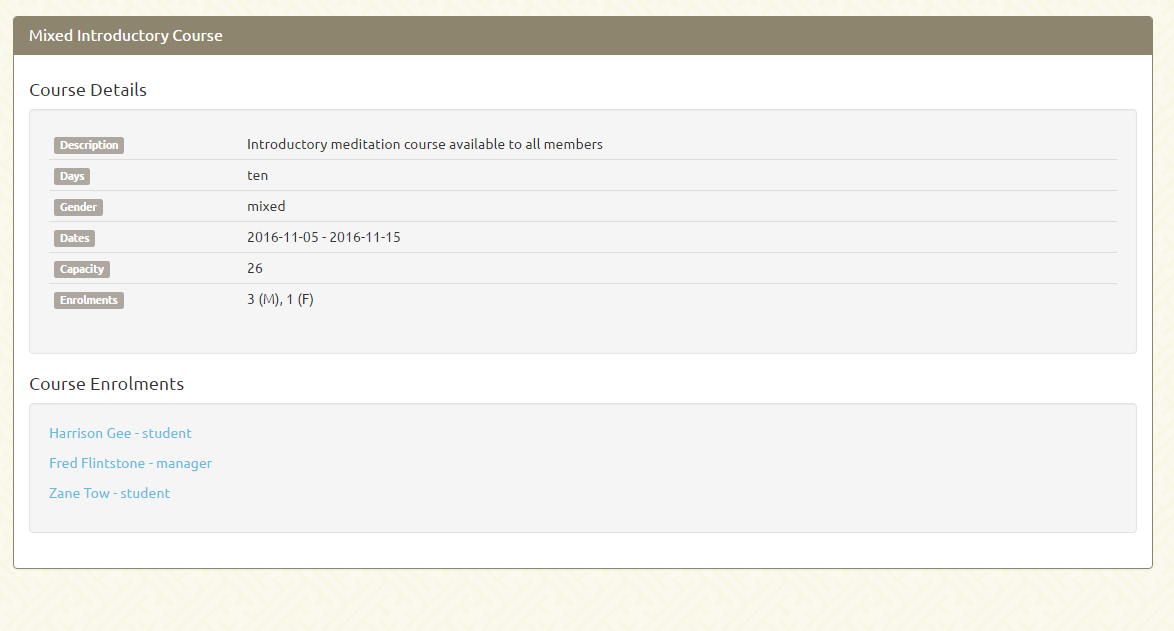 Mixed Introductory Course
Course Details
Description Introductory meditation course available to all members
Days ten
Gender mixed
Dates 2016-11-05 - 2016-11-15
Capacity 26
Enrolments 3 (M), 1 (F)
Course Enrolments
Harrison Gee - student
Fred Flintstone - manager
Zane Tow - student